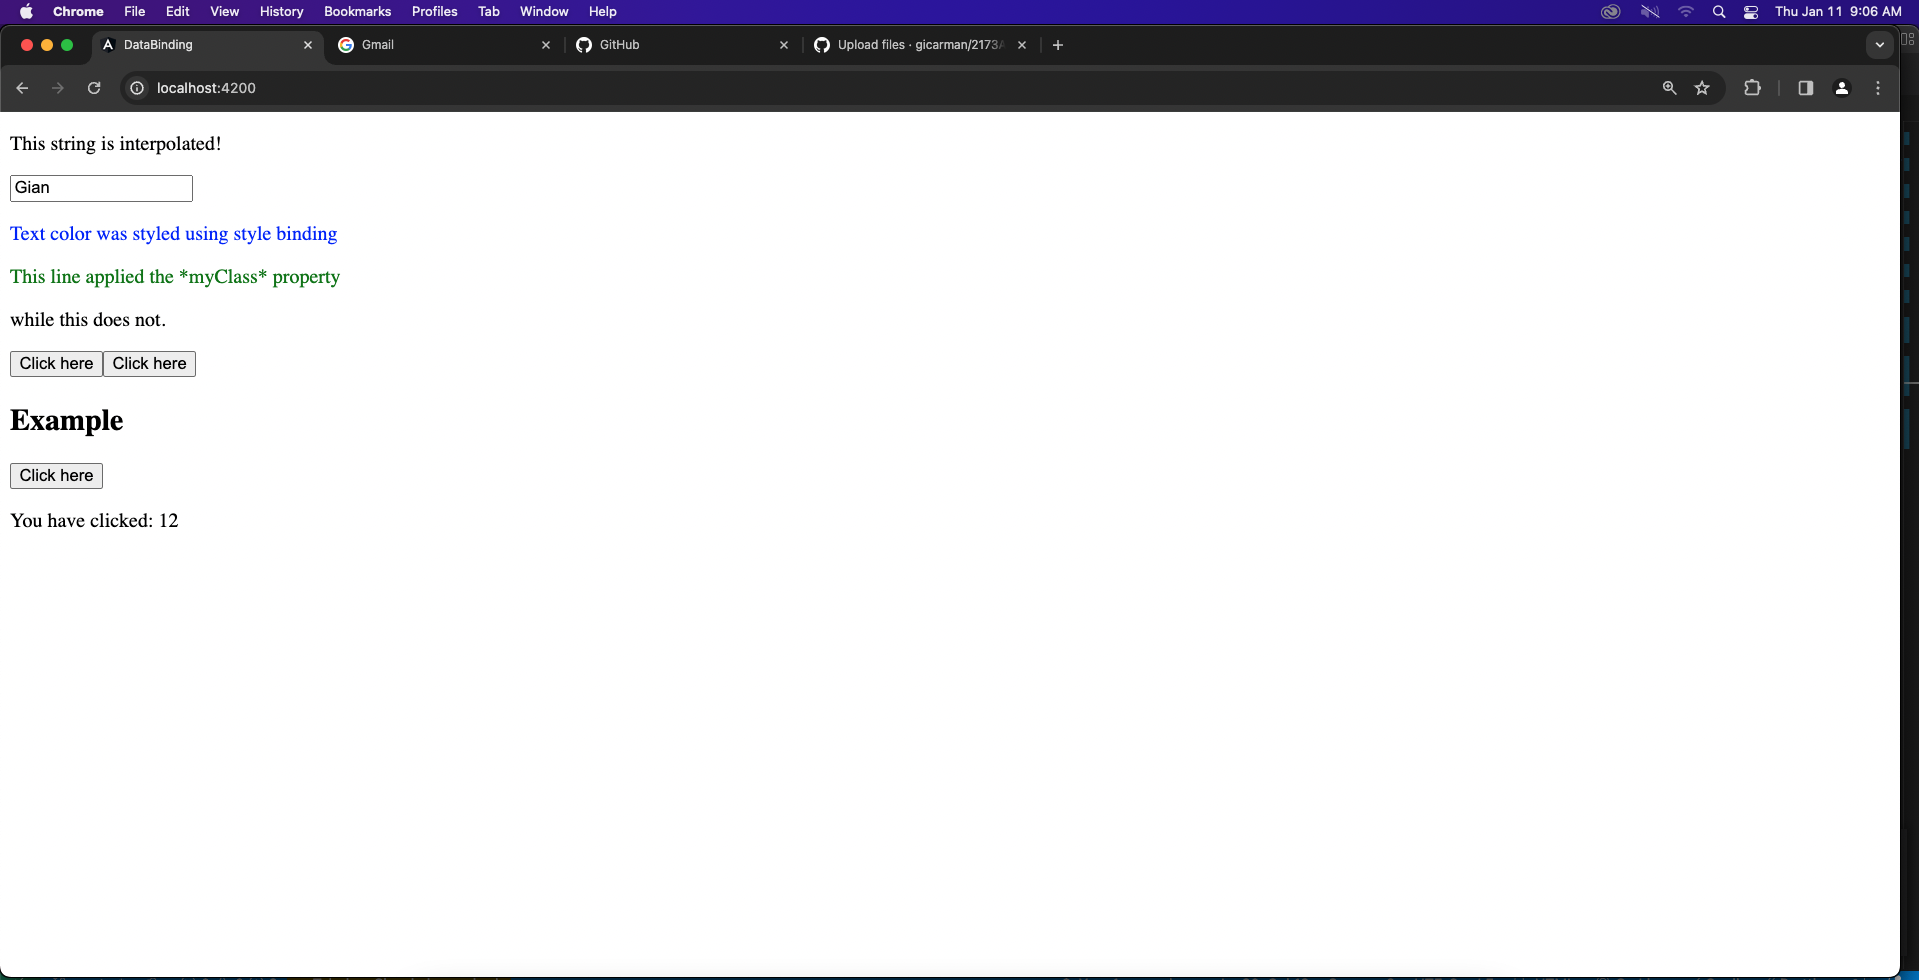 Chrome File Edit View History Bookmarks Profiles Tab Window Help Thu Jan 11 9:06 AM
DataBinding Gmail GitHub Upload files · gicarman/2173
localhost:4200
This string is interpolated!
Gian
Text color was styled using style binding
This line applied the *myClass* property
while this does not.
Click here Click here
Example
Click here
You have clicked: 12